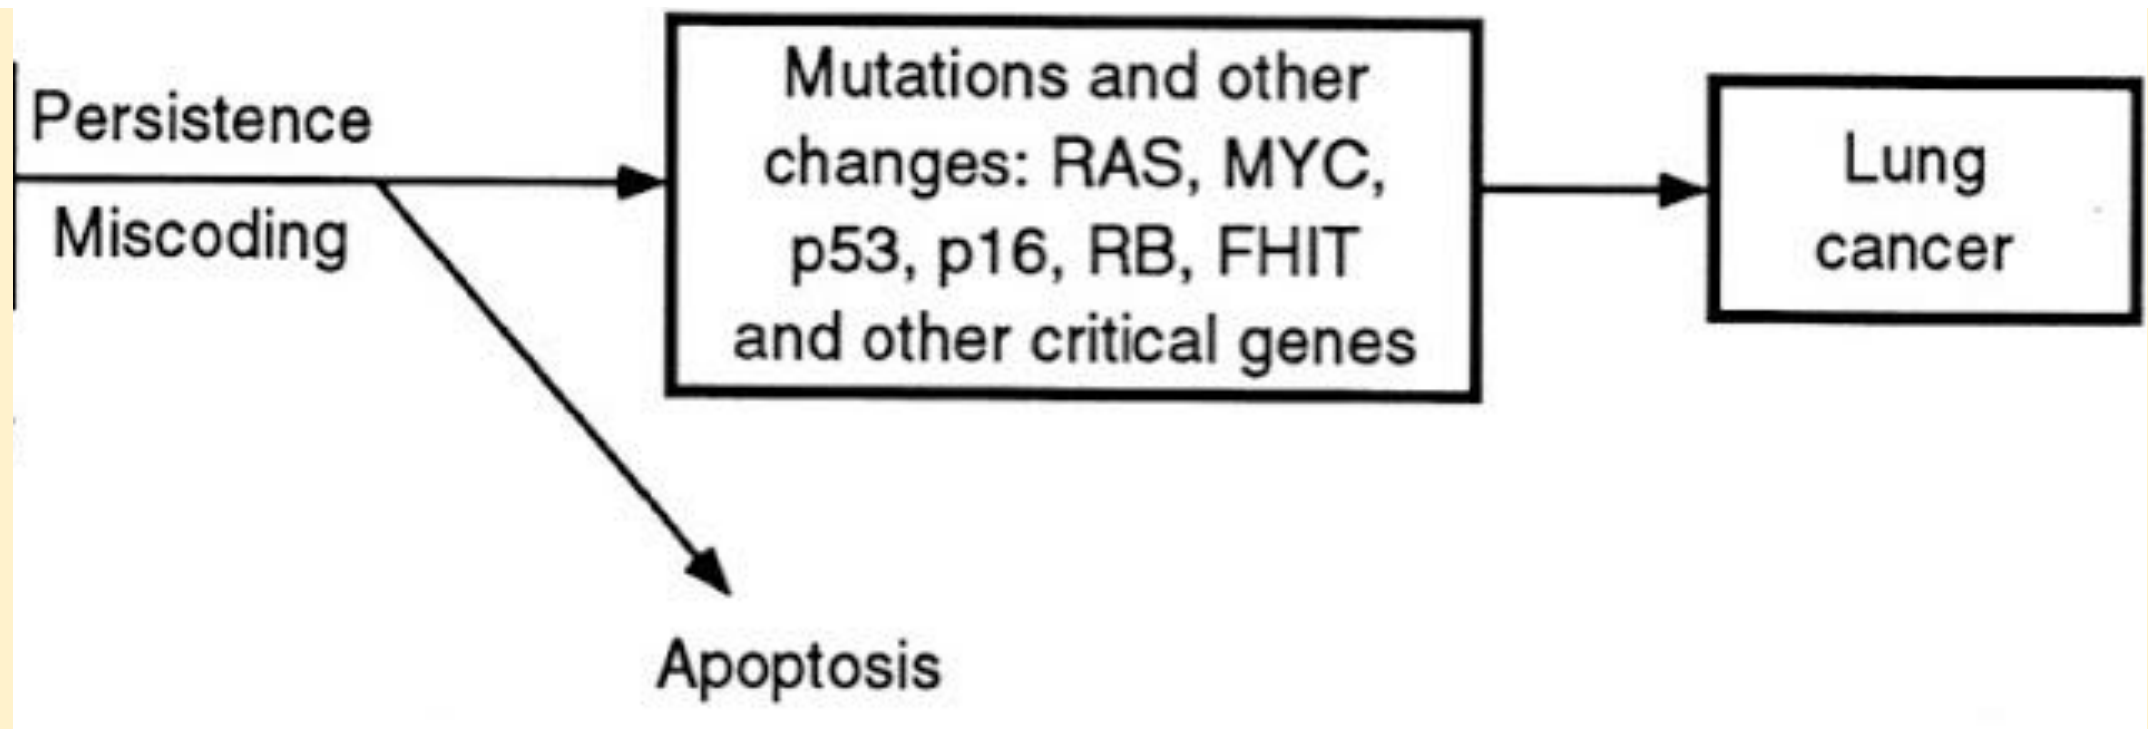 Persistence
Miscoding
Mutations and other
changes: RAS, MYC,
p53, p16, RB, FHIT
and other critical genes
Lung
cancer
Apoptosis